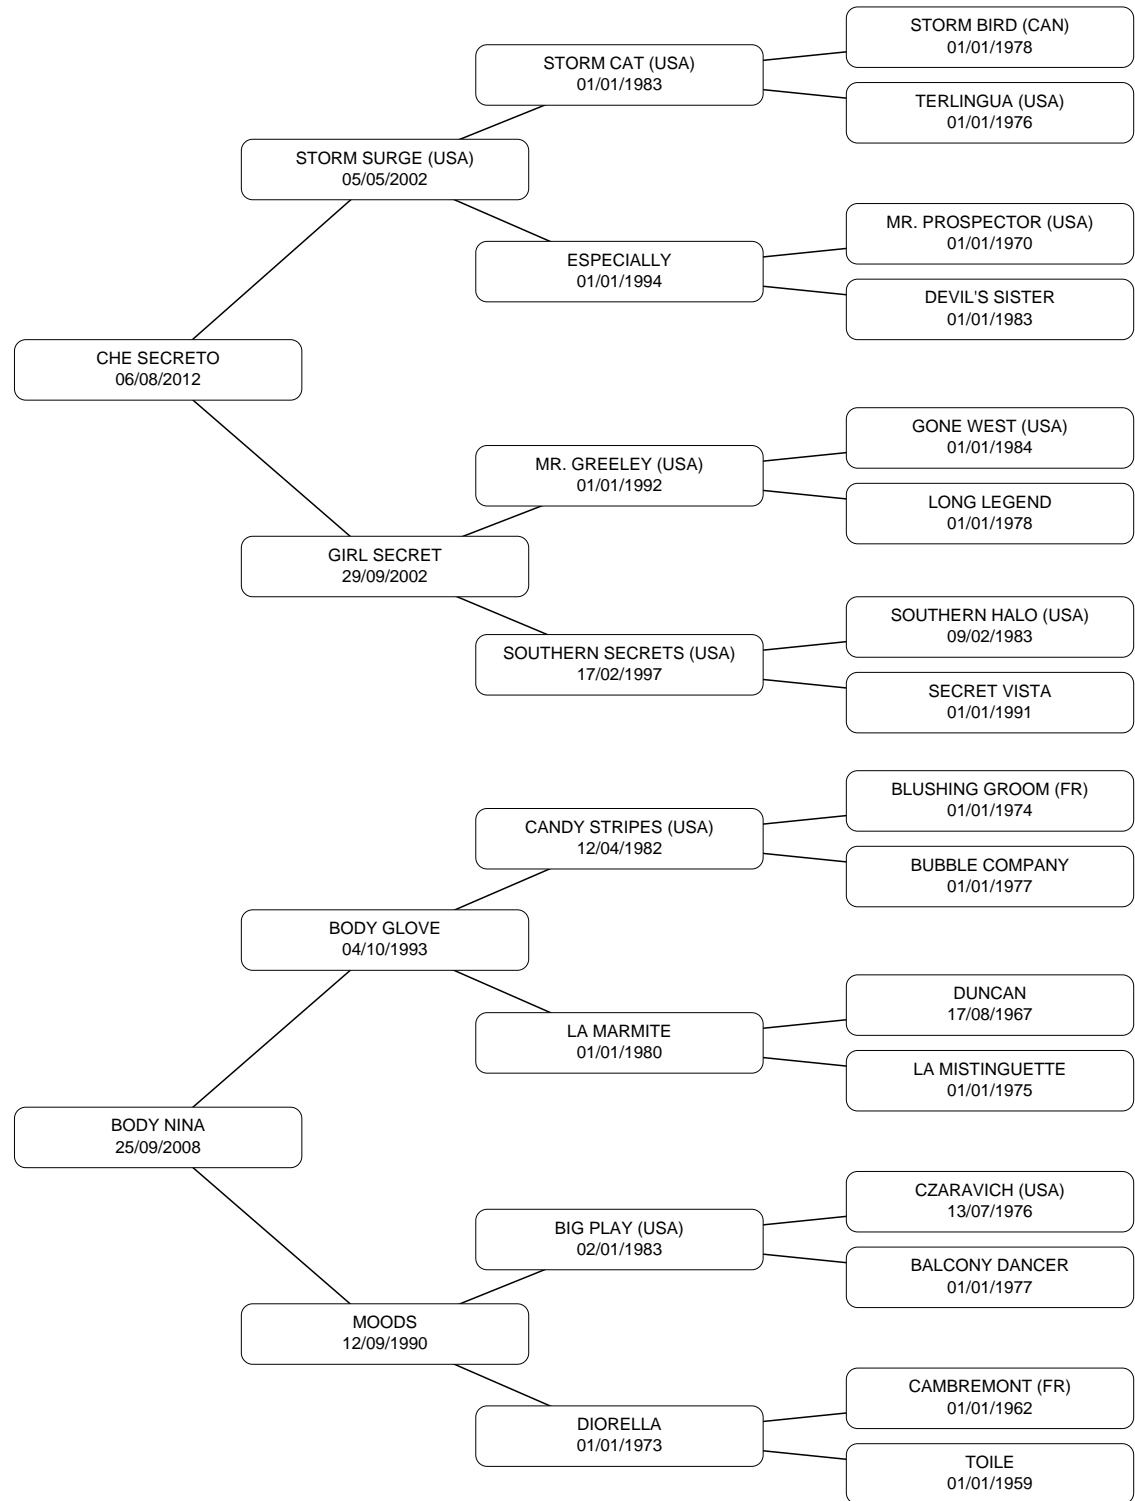 STORM BIRD (CAN)
01/01/1978
STORM CAT (USA)
01/01/1983
TERLINGUA (USA)
01/01/1976
STORM SURGE (USA)
05/05/2002
MR. PROSPECTOR (USA)
01/01/1970
ESPECIALLY
01/01/1994
DEVIL'S SISTER
01/01/1983
CHE SECRETO
06/08/2012
GONE WEST (USA)
01/01/1984
MR. GREELEY (USA)
01/01/1992
LONG LEGEND
01/01/1978
GIRL SECRET
29/09/2002
SOUTHERN HALO (USA)
09/02/1983
SOUTHERN SECRETS (USA)
17/02/1997
SECRET VISTA
01/01/1991
BLUSHING GROOM (FR)
01/01/1974
CANDY STRIPES (USA)
12/04/1982
BUBBLE COMPANY
01/01/1977
BODY GLOVE
04/10/1993
DUNCAN
17/08/1967
LA MARMITE
01/01/1980
LA MISTINGUETTE
01/01/1975
BODY NINA
25/09/2008
CZARAVICH (USA)
13/07/1976
BIG PLAY (USA)
02/01/1983
BALCONY DANCER
01/01/1977
MOODS
12/09/1990
CAMBREMONT (FR)
01/01/1962
DIORELLA
01/01/1973
TOILE
01/01/1959